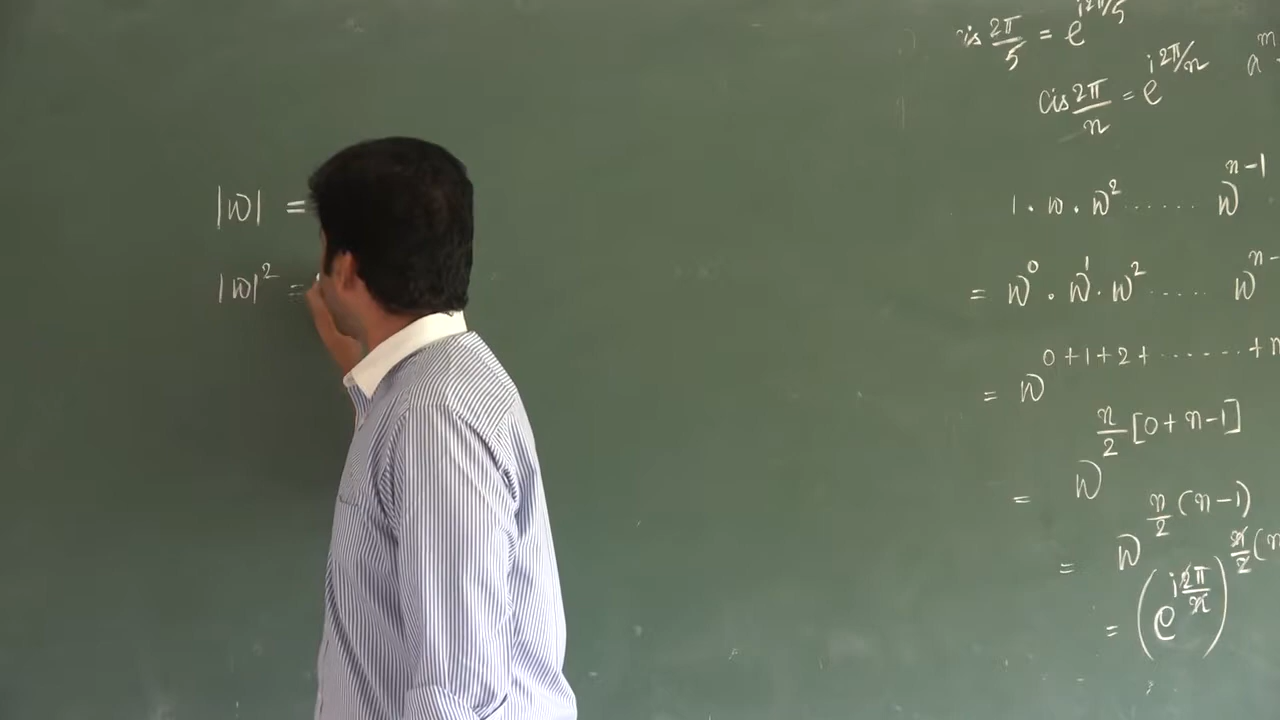 |w| =
|w|² =
cis 2π/5 = e^{i2π/5}
cis 2π/n = e^{i2π/n} a^m
1 · w · w² ...... w^{n-1}
= w⁰ · w¹ · w² ...... w^{n-
= w^{0+1+2+.......+
= w^{n/2 [0+n-1]}
= w^{n/2 (n-1)}
= (e^{i2π/n})^{n/2 (n